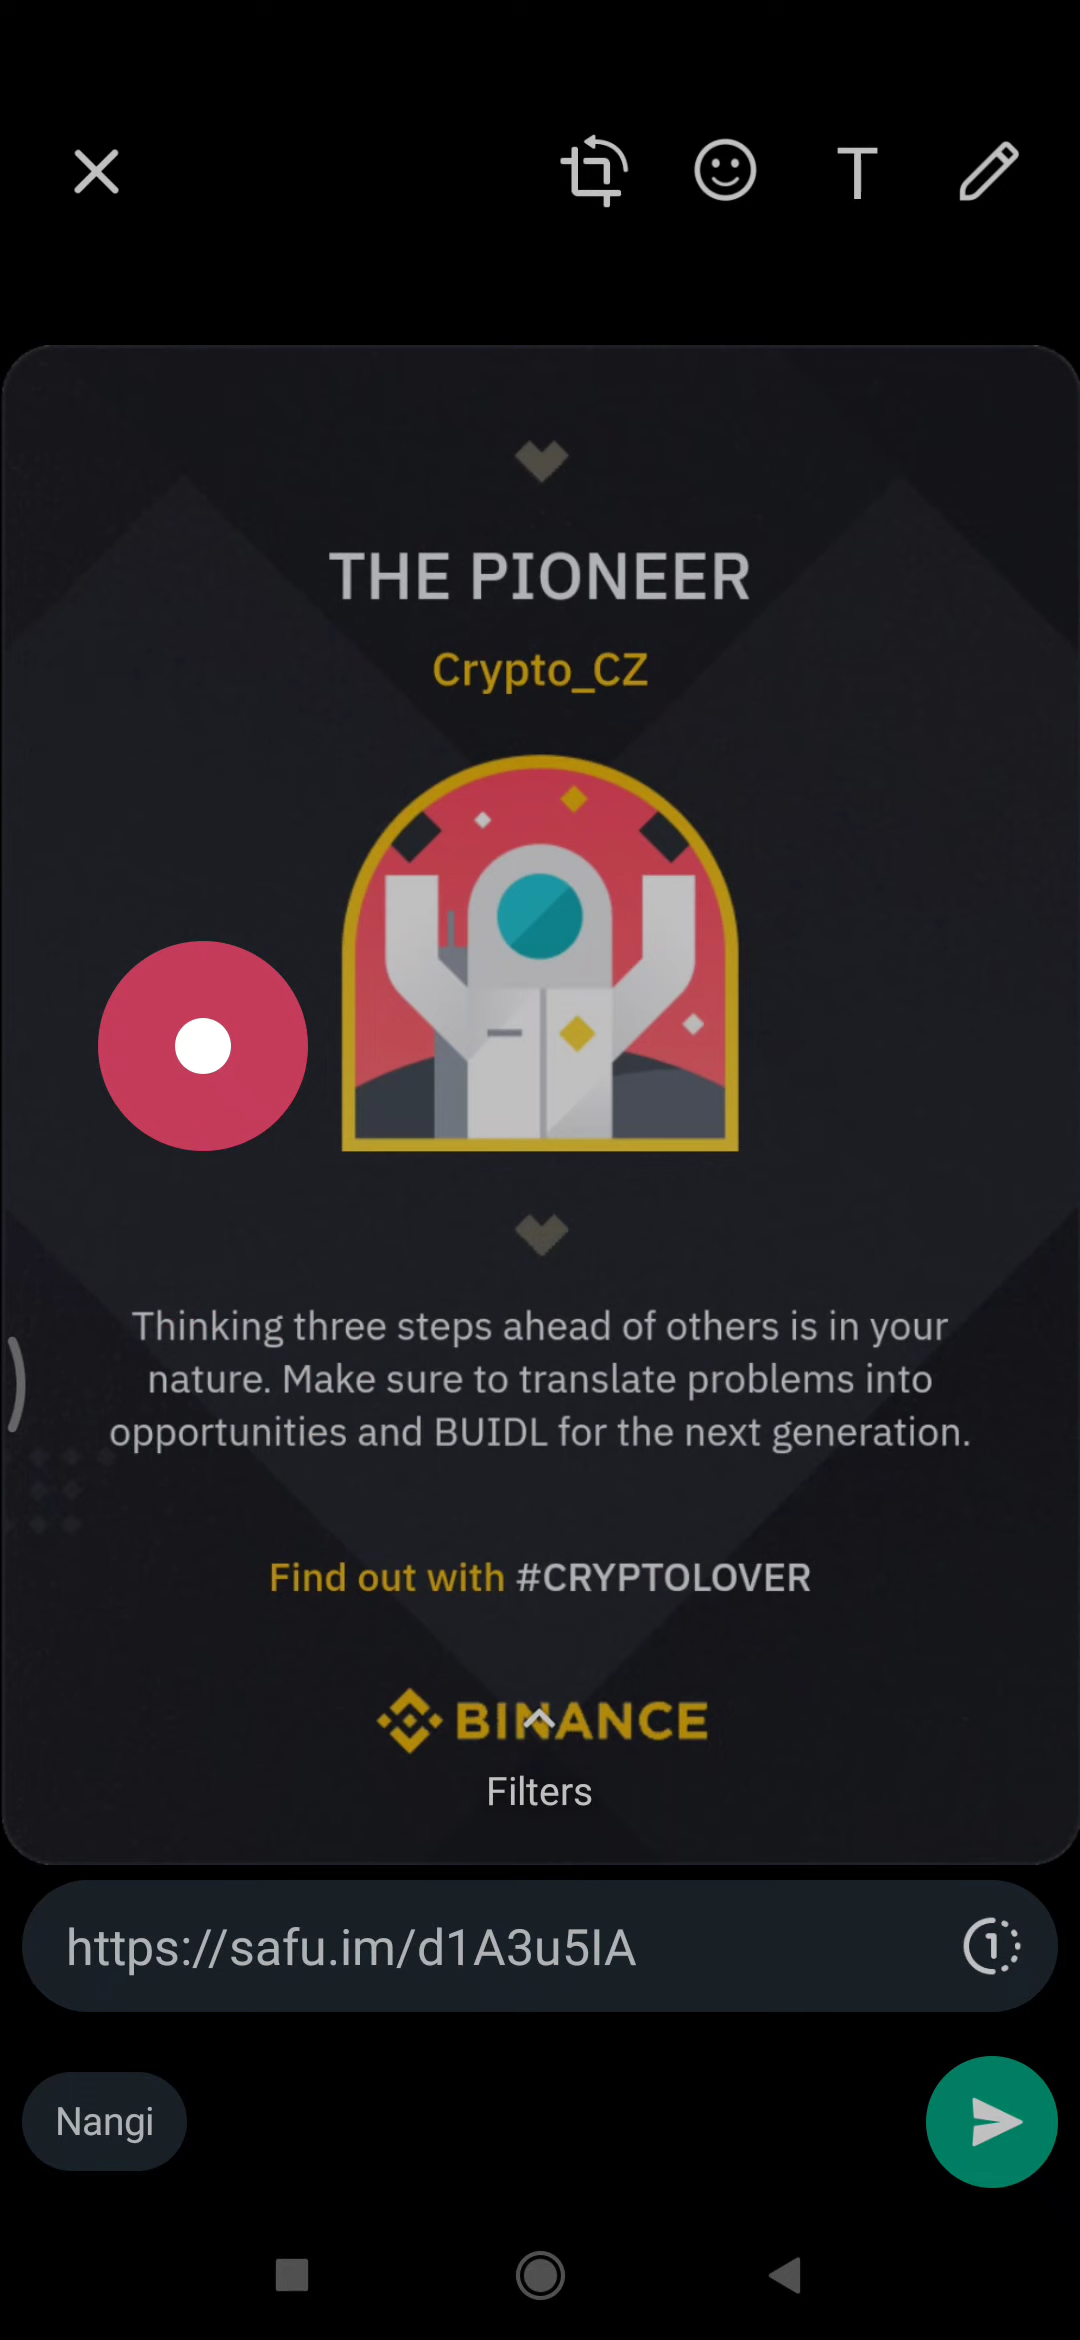 T
THE PIONEER
Crypto_CZ
Thinking three steps ahead of others is in your
nature. Make sure to translate problems into
opportunities and BUIDL for the next generation.
Find out with #CRYPTOLOVER
BINANCE
Filters
https://safu.im/d1A3u5IA
1
Nangi